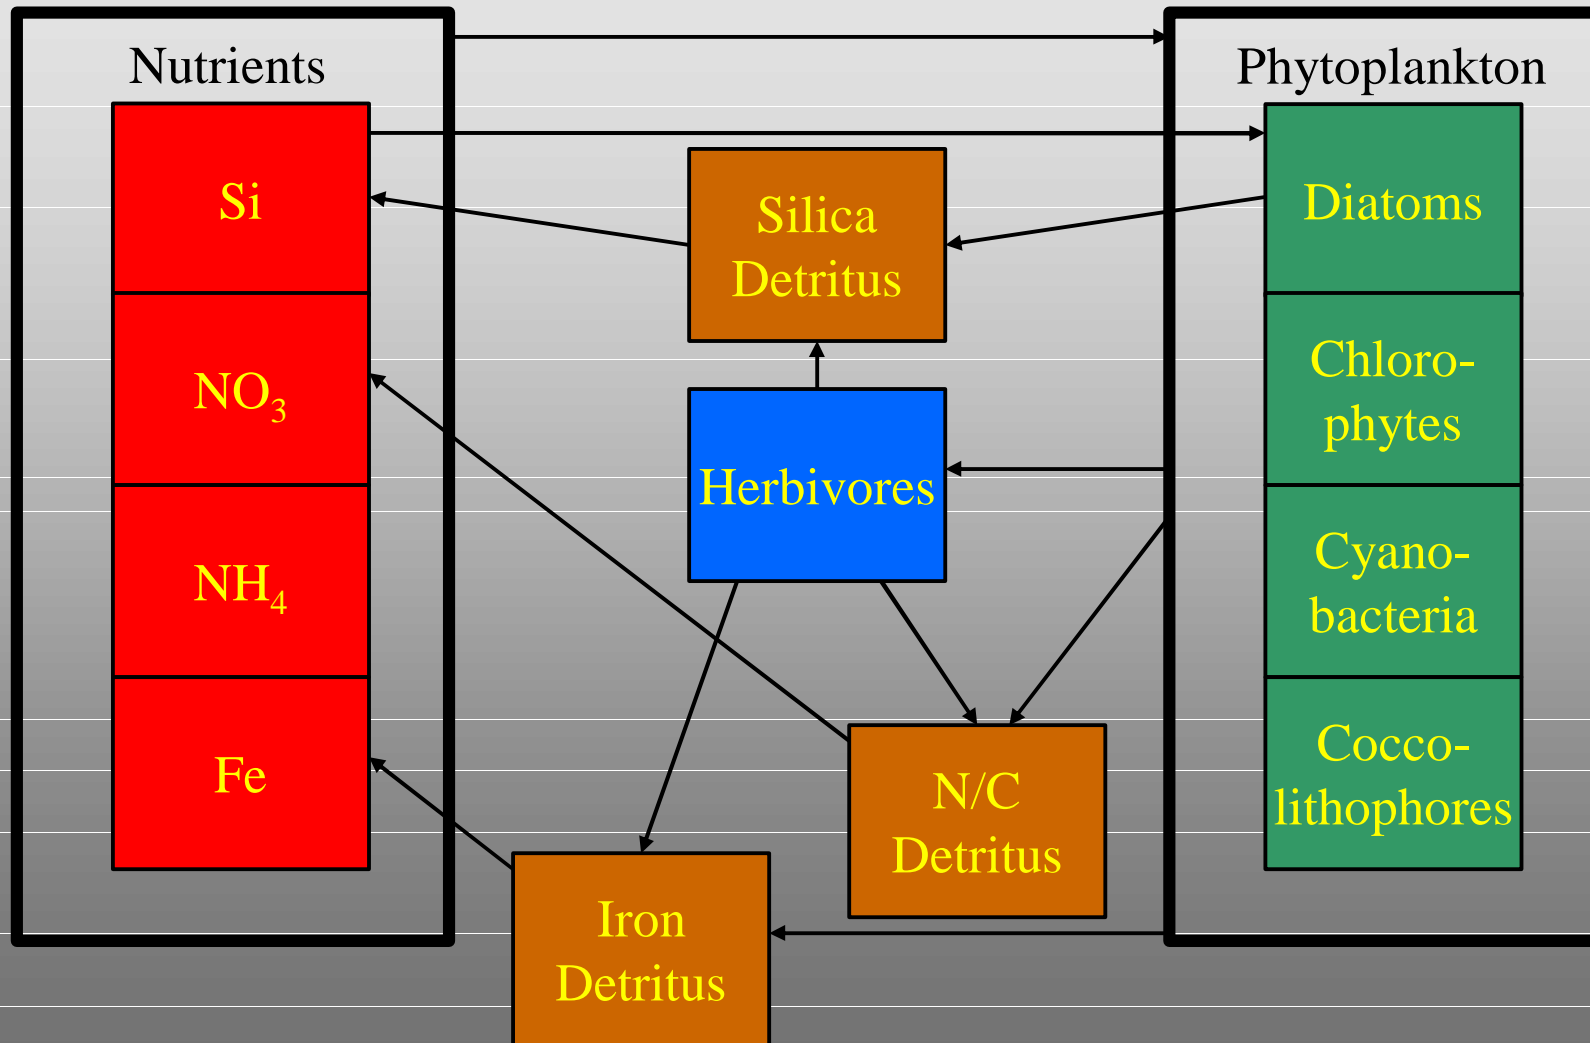 Nutrients
Si
NO₃
NH₄
Fe
Silica
Detritus
Herbivores
N/C
Detritus
Iron
Detritus
Phytoplankton
Diatoms
Chloro-
phytes
Cyano-
bacteria
Cocco-
lithophores